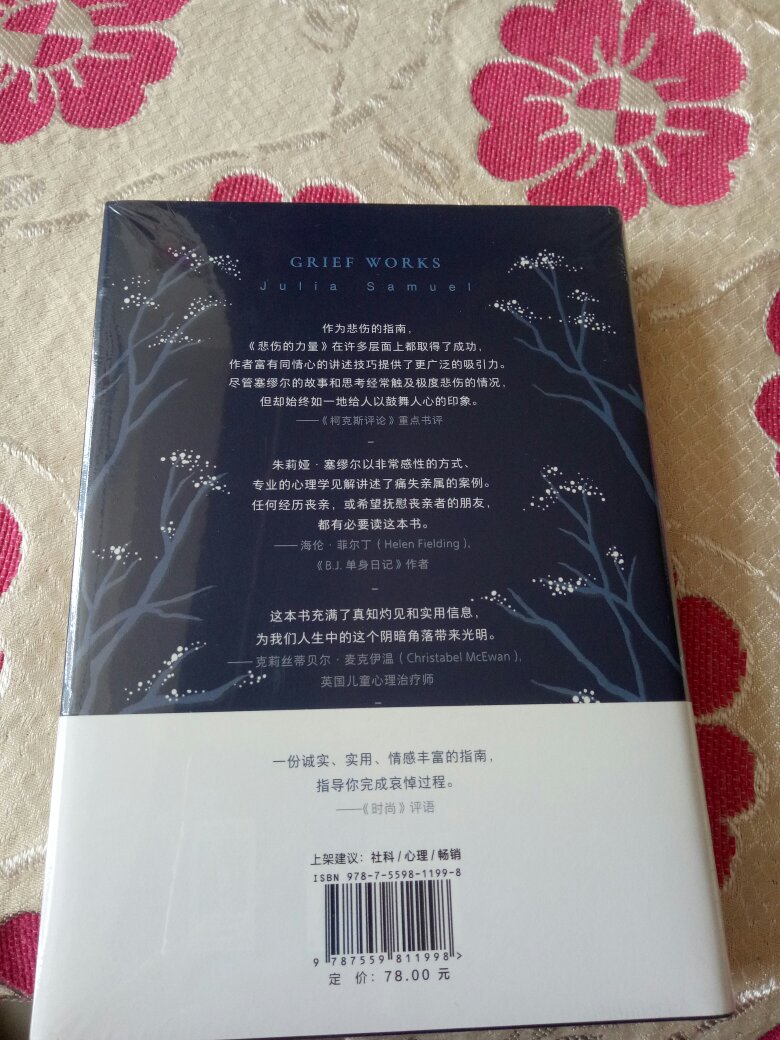 GRIEF WORKS
Julia Samuel
作为悲伤的指南，
《悲伤的力量》在许多层面上都取得了成功，
作者富有同情心的讲述技巧提供了更广泛的吸引力。
尽管塞缪尔的故事和思考经常触及极度悲伤的情况，
但却始终如一地给人以鼓舞人心的印象。
——《柯克斯评论》重点书评
朱莉娅·塞缪尔以非常感性的方式、
专业的心理学见解讲述了痛失亲属的案例。
任何经历丧亲，或希望抚慰丧亲者的朋友，
都有必要读这本书。
——海伦·菲尔丁（Helen Fielding），
《B.J.单身日记》作者
这本书充满了真知灼见和实用信息，
为我们人生中的这个阴暗角落带来光明。
——克莉丝蒂贝尔·麦克伊温（Christabel McEwan），
英国儿童心理治疗师
一份诚实、实用、情感丰富的指南，
指导你完成哀悼过程。
——《时尚》评语
上架建议：社科/心理/畅销
ISBN 978-7-5598-1199-8
9 787559 811998>
定 价：78.00 元